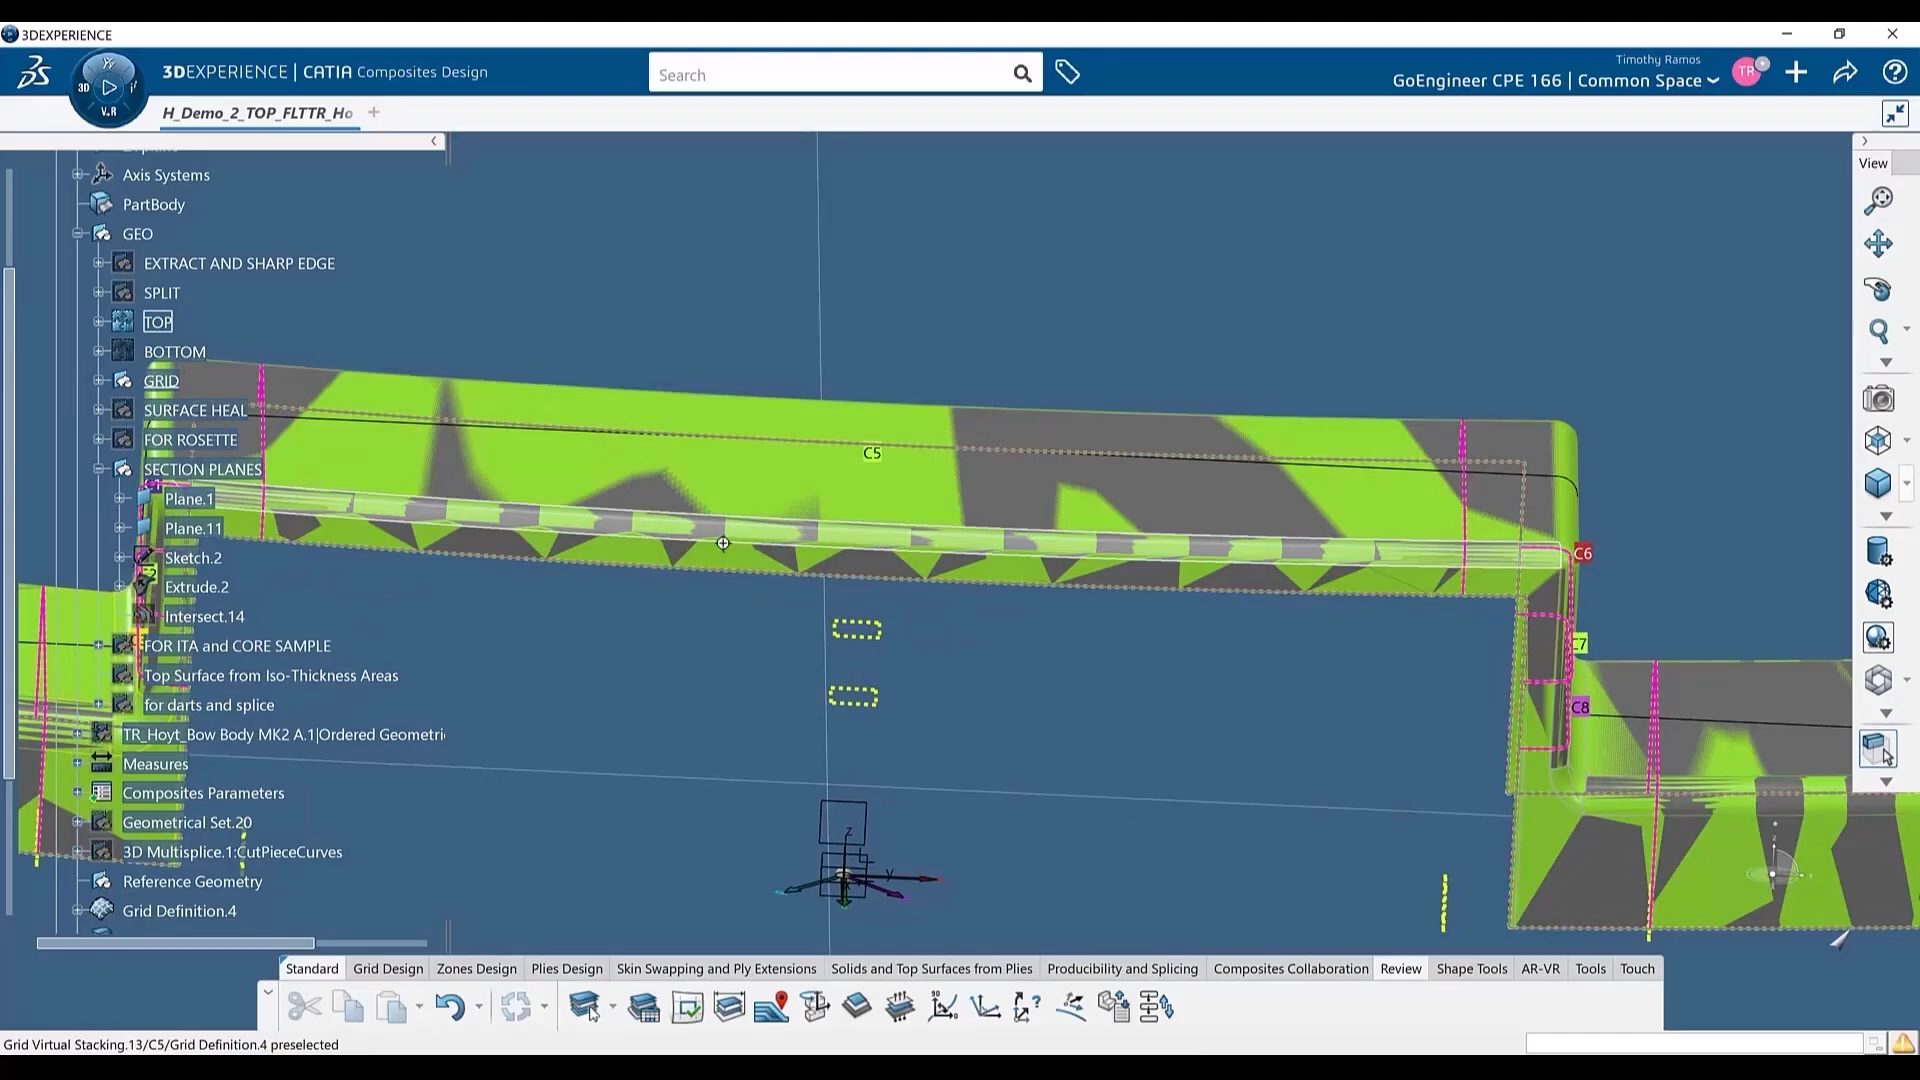 3DEXPERIENCE
3DEXPERIENCE | CATIA Composites Design
3D
V.R
Search
Timothy Ramos
GoEngineer CPE 166 | Common Space
TR
H_Demo_2_TOP_FLTTR_Ho
View
Axis Systems
PartBody
GEO
EXTRACT AND SHARP EDGE
SPLIT
TOP
BOTTOM
GRID
SURFACE HEAL
FOR ROSETTE
SECTION PLANES
Plane.1
Plane.11
Sketch.2
Extrude.2
Intersect.14
FOR ITA and CORE SAMPLE
Top Surface from Iso-Thickness Areas
for darts and splice
TR_Hoyt_Bow Body MK2 A.1|Ordered Geometri
Measures
Composites Parameters
Geometrical Set.20
3D Multisplice.1:CutPieceCurves
Reference Geometry
Grid Definition.4
C5
C6
C7
C8
z
y
Standard
Grid Design
Zones Design
Plies Design
Skin Swapping and Ply Extensions
Solids and Top Surfaces from Plies
Producibility and Splicing
Composites Collaboration
Review
Shape Tools
AR-VR
Tools
Touch
Grid Virtual Stacking.13/C5/Grid Definition.4 preselected